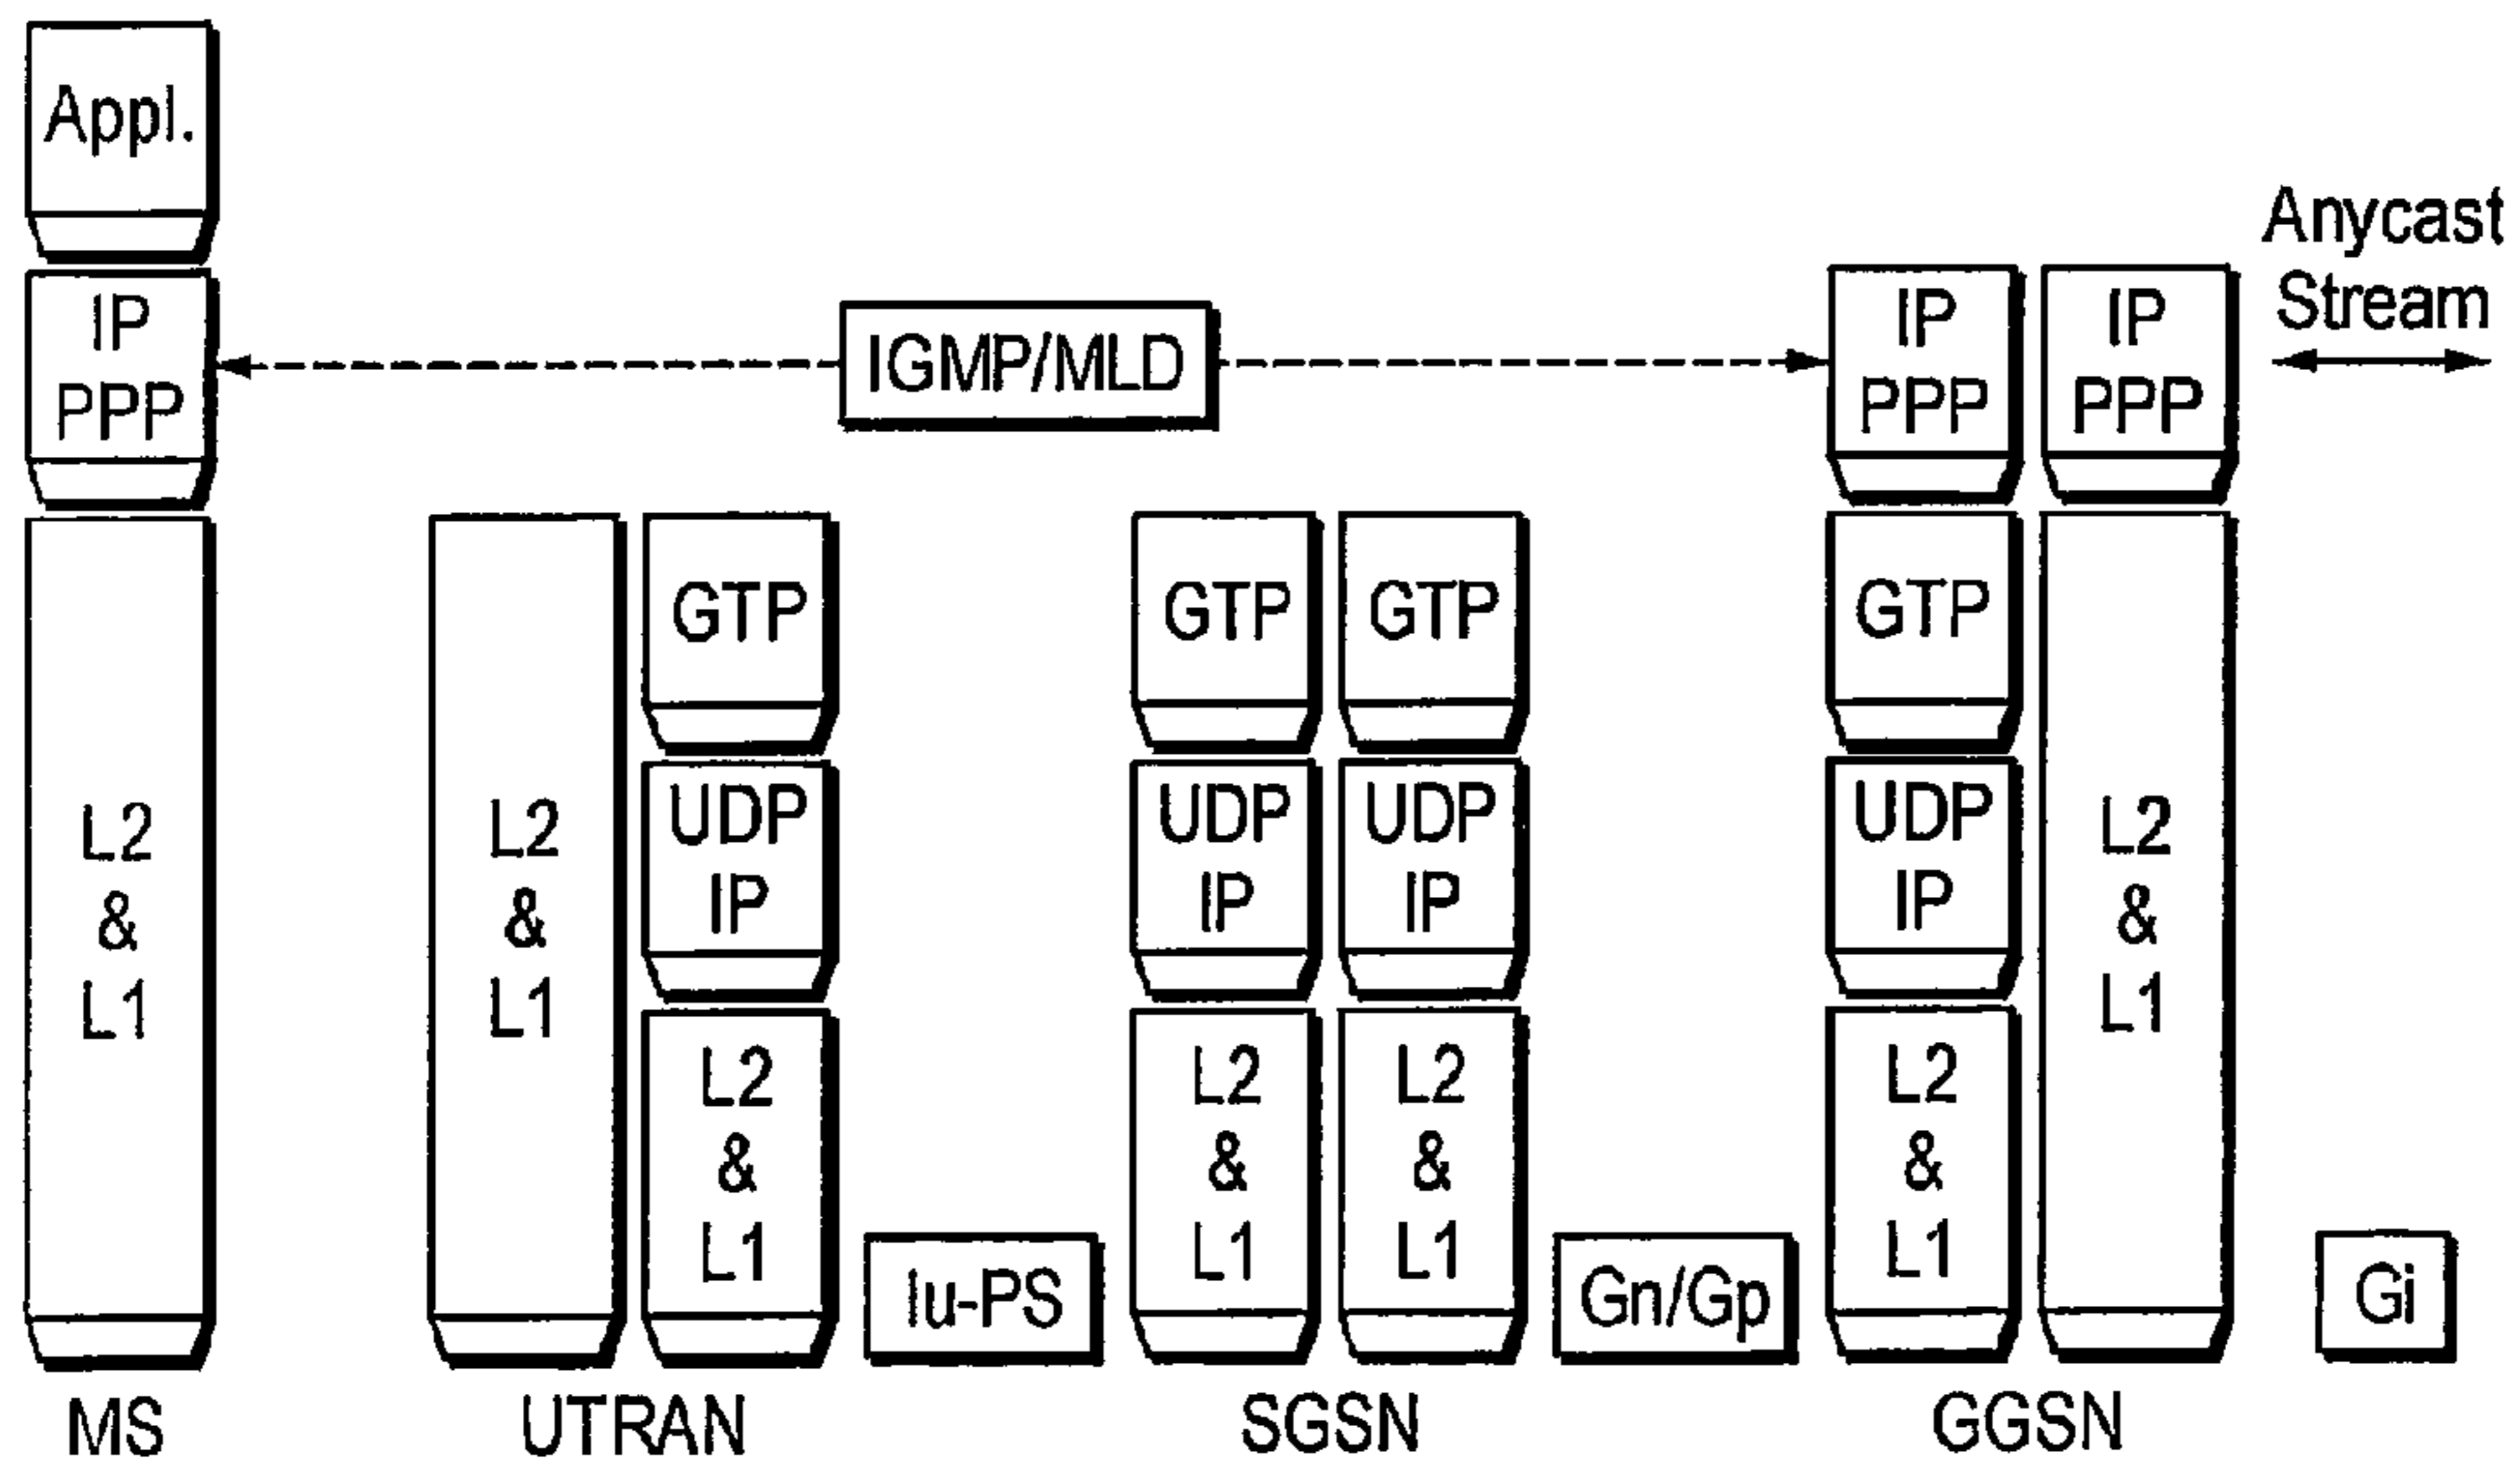 Appl.
IP
PPP
L2
&
L1
MS
IGMP/MLD
L2
&
L1
GTP
UDP
IP
L2
&
L1
UTRAN
Iu-PS
GTP
UDP
IP
L2
&
L1
GTP
UDP
IP
L2
&
L1
SGSN
Gn/Gp
IP
PPP
GTP
UDP
IP
L2
&
L1
IP
PPP
L2
&
L1
GGSN
Anycast
Stream
Gi